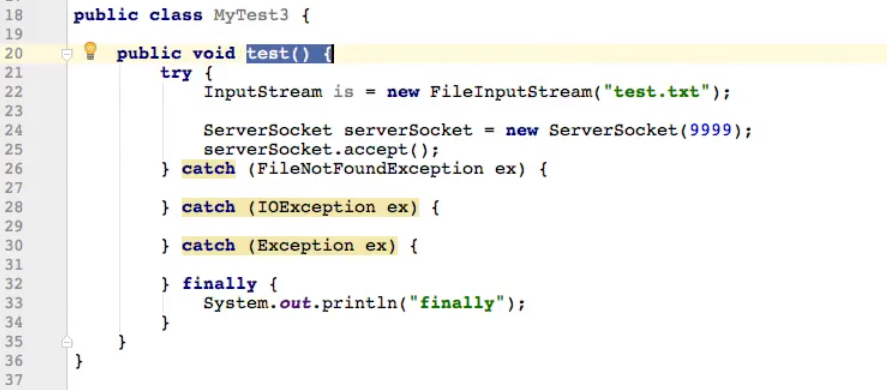 18 public class MyTest3 {
19
20 public void test() {
21 try {
22 InputStream is = new FileInputStream("test.txt");
23
24 ServerSocket serverSocket = new ServerSocket(9999);
25 serverSocket.accept();
26 } catch (FileNotFoundException ex) {
27
28 } catch (IOException ex) {
29
30 } catch (Exception ex) {
31
32 } finally {
33 System.out.println("finally");
34 }
35 }
36 }
37